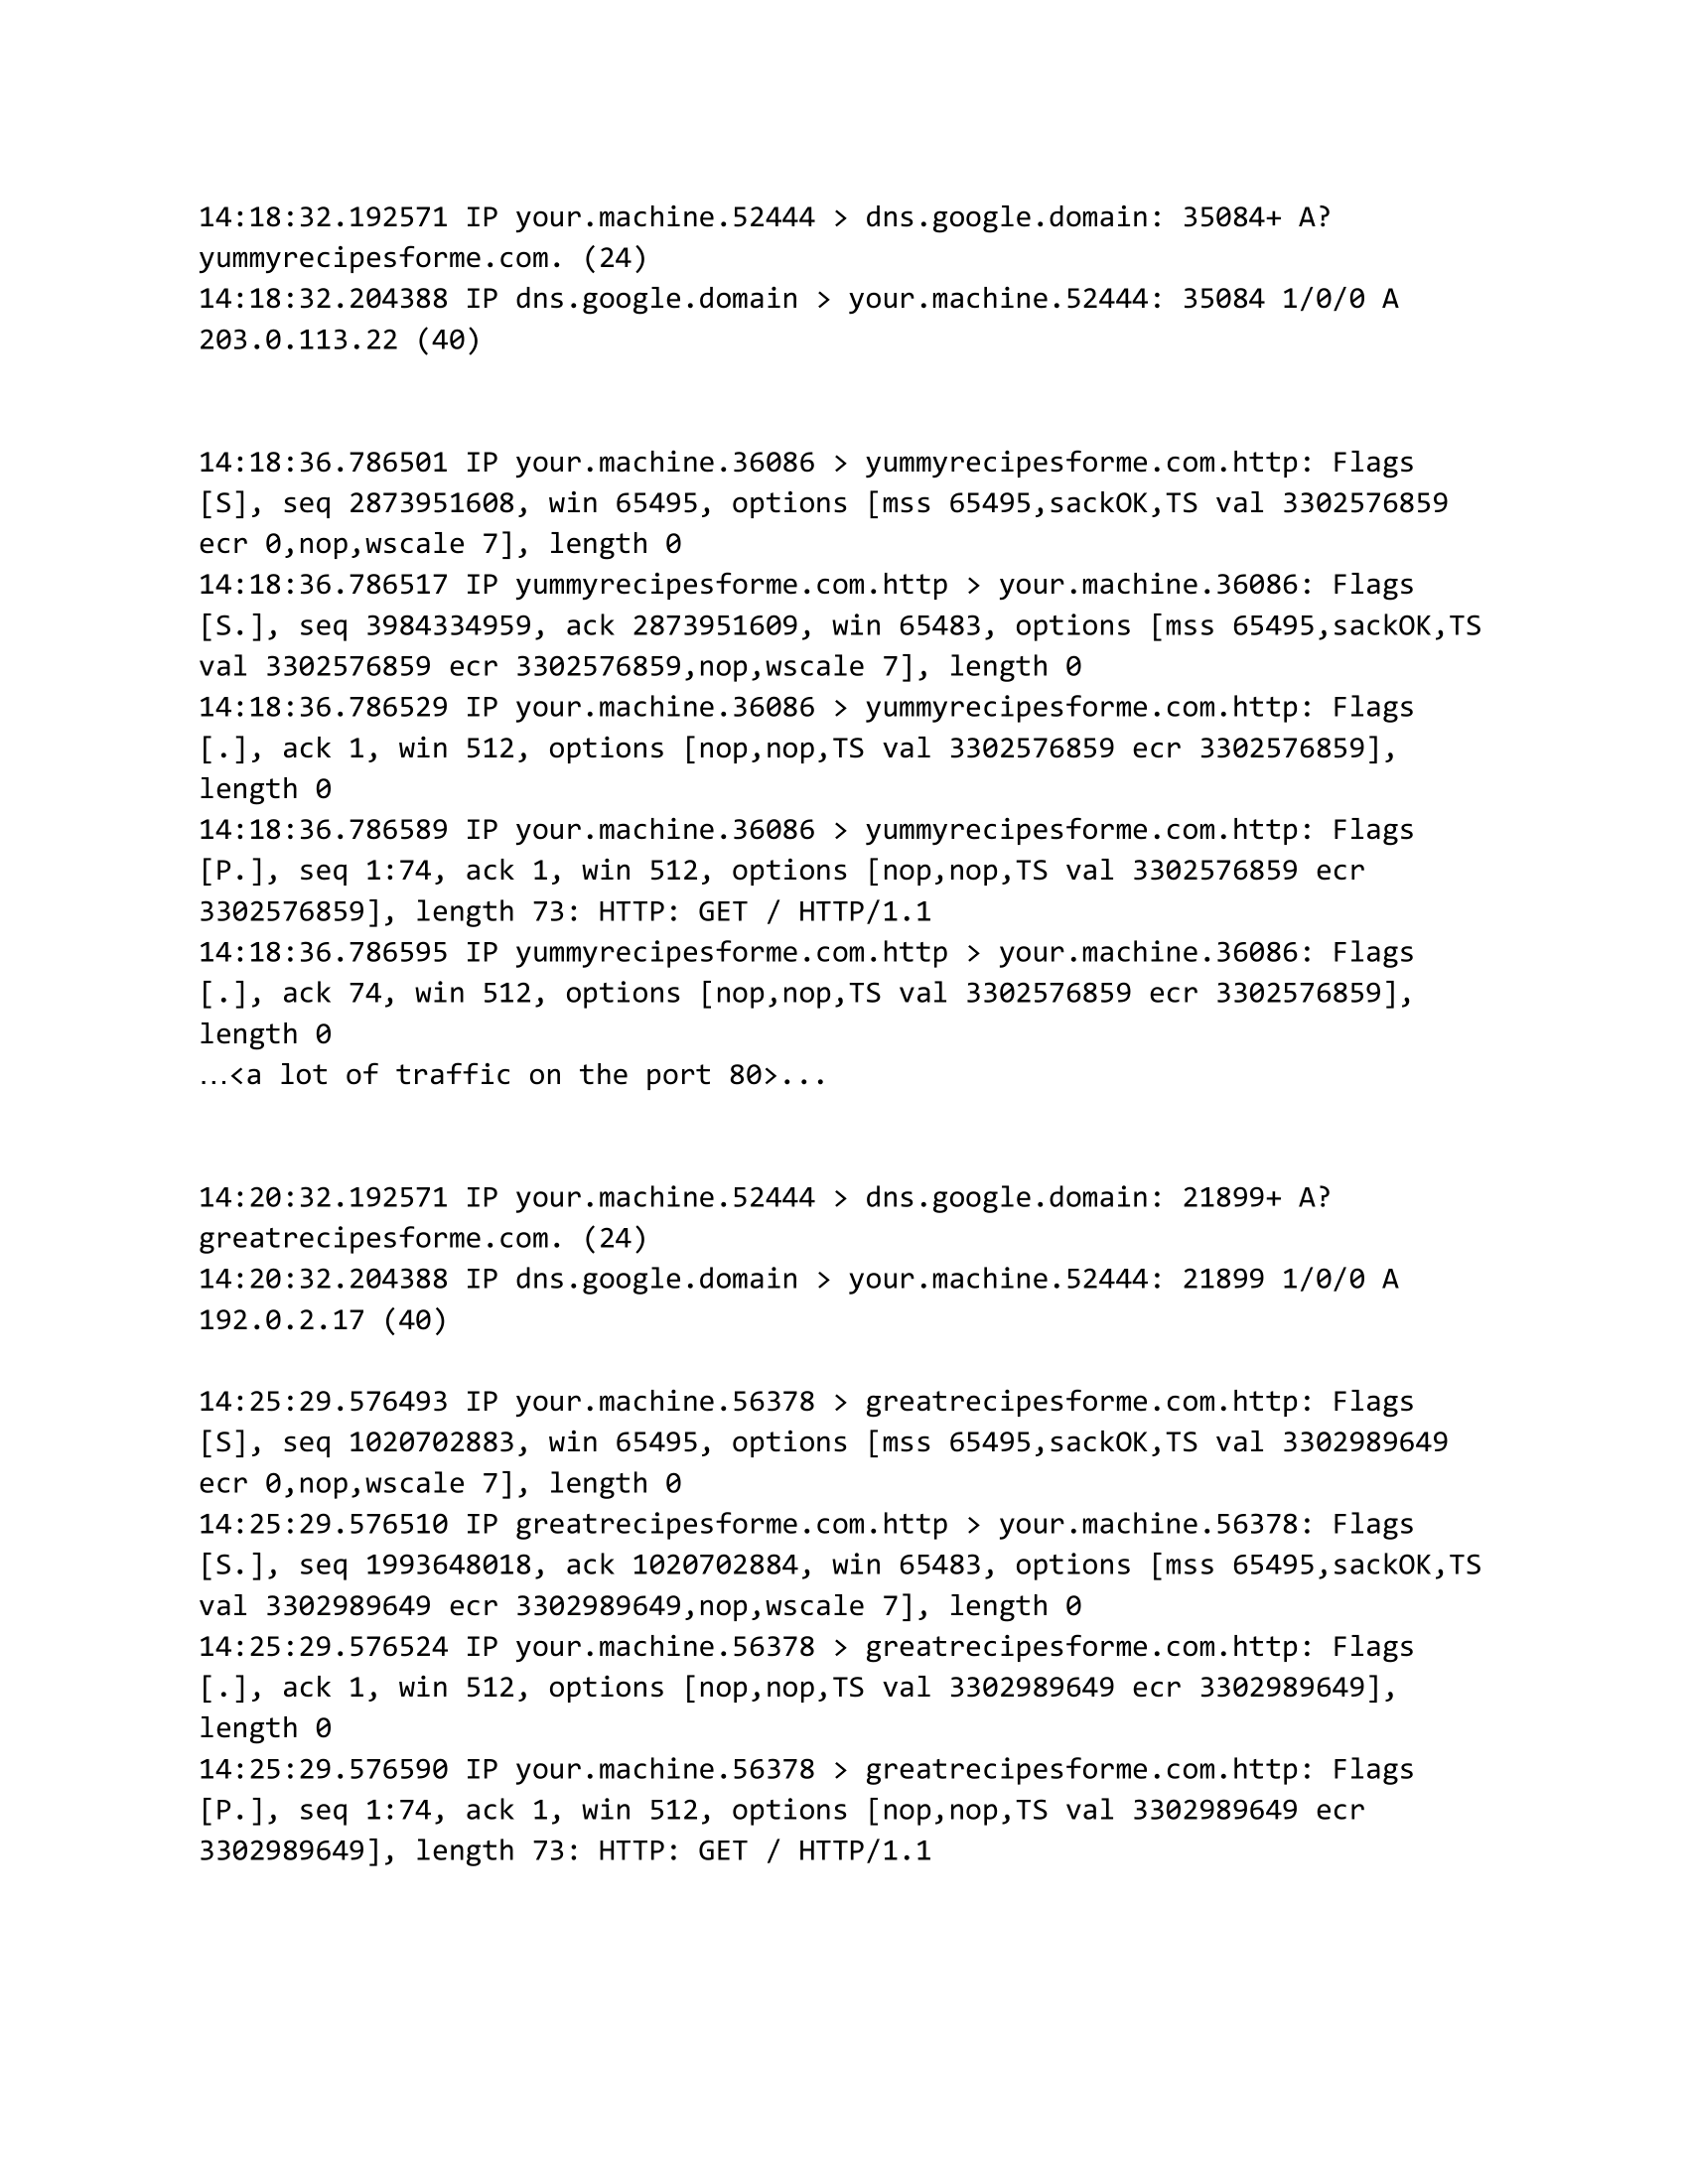 14:18:32.192571 IP your.machine.52444 > dns.google.domain: 35084+ A?
yummyrecipesforme.com. (24)
14:18:32.204388 IP dns.google.domain > your.machine.52444: 35084 1/0/0 A
203.0.113.22 (40)
14:18:36.786501 IP your.machine.36086 > yummyrecipesforme.com.http: Flags
[S], seq 2873951608, win 65495, options [mss 65495,sackOK,TS val 3302576859
ecr 0,nop,wscale 7], length 0
14:18:36.786517 IP yummyrecipesforme.com.http > your.machine.36086: Flags
[S.], seq 3984334959, ack 2873951609, win 65483, options [mss 65495,sackOK,TS
val 3302576859 ecr 3302576859,nop,wscale 7], length 0
14:18:36.786529 IP your.machine.36086 > yummyrecipesforme.com.http: Flags
[.], ack 1, win 512, options [nop,nop,TS val 3302576859 ecr 3302576859],
length 0
14:18:36.786589 IP your.machine.36086 > yummyrecipesforme.com.http: Flags
[P.], seq 1:74, ack 1, win 512, options [nop,nop,TS val 3302576859 ecr
3302576859], length 73: HTTP: GET / HTTP/1.1
14:18:36.786595 IP yummyrecipesforme.com.http > your.machine.36086: Flags
[.], ack 74, win 512, options [nop,nop,TS val 3302576859 ecr 3302576859],
length 0
…<a lot of traffic on the port 80>...
14:20:32.192571 IP your.machine.52444 > dns.google.domain: 21899+ A?
greatrecipesforme.com. (24)
14:20:32.204388 IP dns.google.domain > your.machine.52444: 21899 1/0/0 A
192.0.2.17 (40)
14:25:29.576493 IP your.machine.56378 > greatrecipesforme.com.http: Flags
[S], seq 1020702883, win 65495, options [mss 65495,sackOK,TS val 3302989649
ecr 0,nop,wscale 7], length 0
14:25:29.576510 IP greatrecipesforme.com.http > your.machine.56378: Flags
[S.], seq 1993648018, ack 1020702884, win 65483, options [mss 65495,sackOK,TS
val 3302989649 ecr 3302989649,nop,wscale 7], length 0
14:25:29.576524 IP your.machine.56378 > greatrecipesforme.com.http: Flags
[.], ack 1, win 512, options [nop,nop,TS val 3302989649 ecr 3302989649],
length 0
14:25:29.576590 IP your.machine.56378 > greatrecipesforme.com.http: Flags
[P.], seq 1:74, ack 1, win 512, options [nop,nop,TS val 3302989649 ecr
3302989649], length 73: HTTP: GET / HTTP/1.1